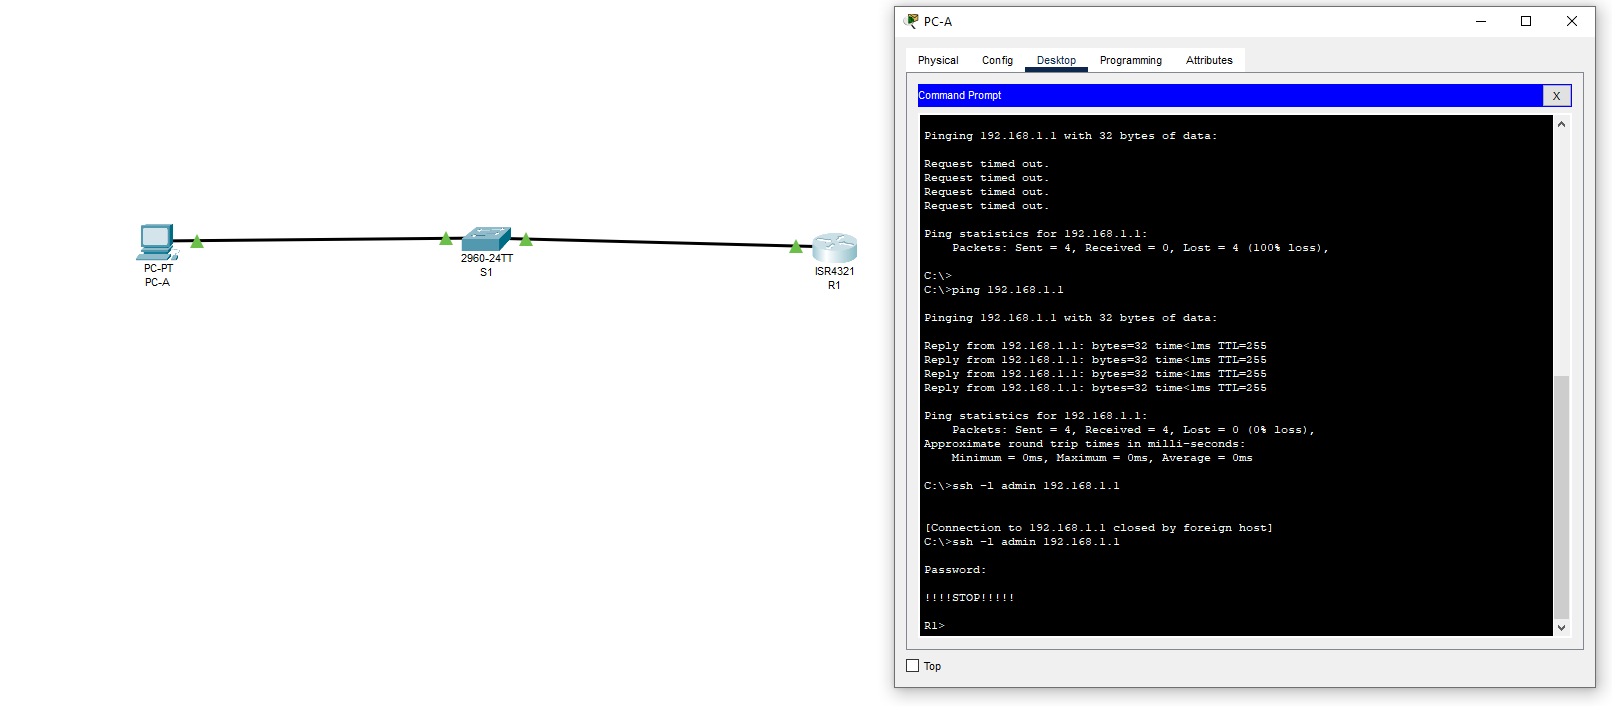 PC-PT
PC-A
2960-24TT
S1
ISR4321
R1
PC-A
Physical Config Desktop Programming Attributes
Command Prompt X
Pinging 192.168.1.1 with 32 bytes of data:
Request timed out.
Request timed out.
Request timed out.
Request timed out.
Ping statistics for 192.168.1.1:
Packets: Sent = 4, Received = 0, Lost = 4 (100% loss),
C:\>
C:\>ping 192.168.1.1
Pinging 192.168.1.1 with 32 bytes of data:
Reply from 192.168.1.1: bytes=32 time<1ms TTL=255
Reply from 192.168.1.1: bytes=32 time<1ms TTL=255
Reply from 192.168.1.1: bytes=32 time<1ms TTL=255
Reply from 192.168.1.1: bytes=32 time<1ms TTL=255
Ping statistics for 192.168.1.1:
Packets: Sent = 4, Received = 4, Lost = 0 (0% loss),
Approximate round trip times in milli-seconds:
Minimum = 0ms, Maximum = 0ms, Average = 0ms
C:\>ssh -l admin 192.168.1.1
[Connection to 192.168.1.1 closed by foreign host]
C:\>ssh -l admin 192.168.1.1
Password:
!!!!STOP!!!!!
R1>
Top